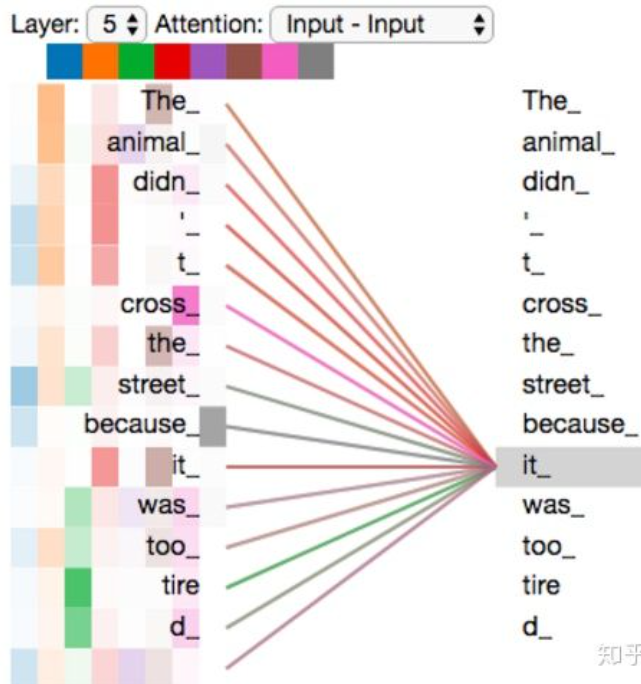 Layer: 5 Attention: Input - Input
The_ The_
animal_ animal_
didn_ didn_
'_ '_
t_ t_
cross_ cross_
the_ the_
street_ street_
because_ because_
it_ it_
was_ was_
too_ too_
tire tire
d_ d_
知乎